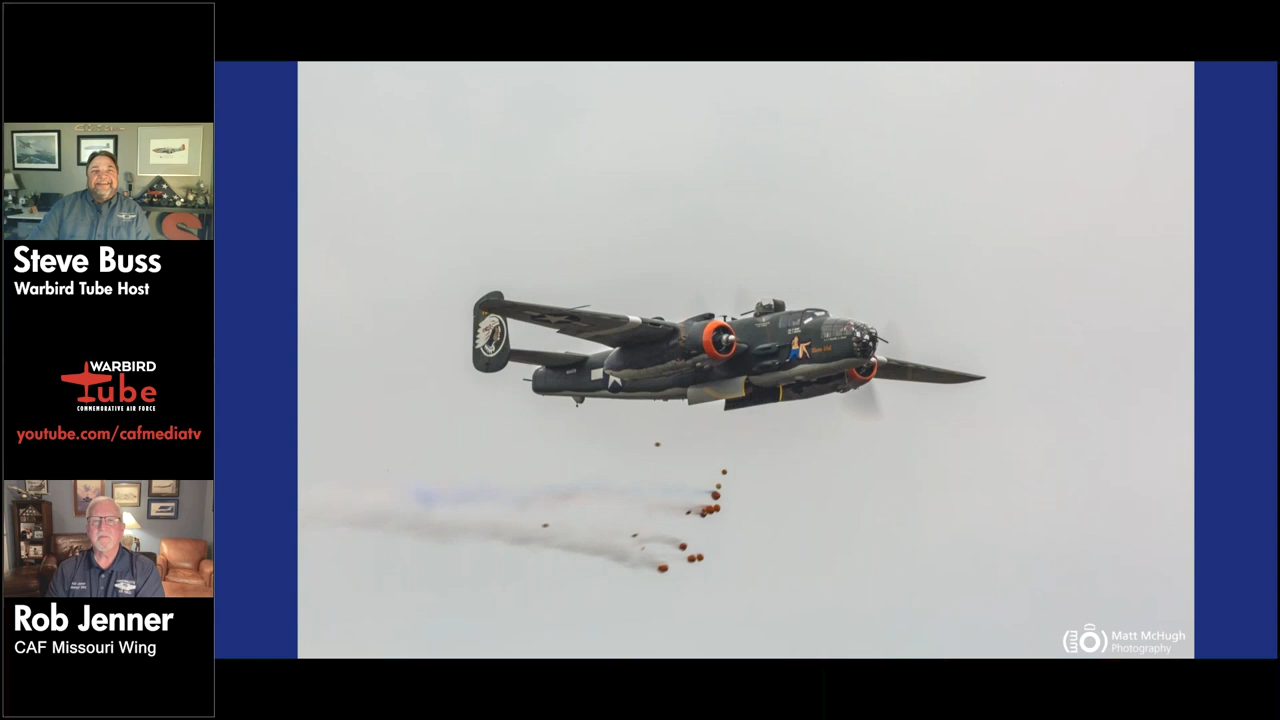 Steve Buss
Warbird Tube Host
WARBIRD
Tube
COMMEMORATIVE AIR FORCE
youtube.com/cafmediatv
Rob Jenner
CAF Missouri Wing
Matt McHugh
Photography